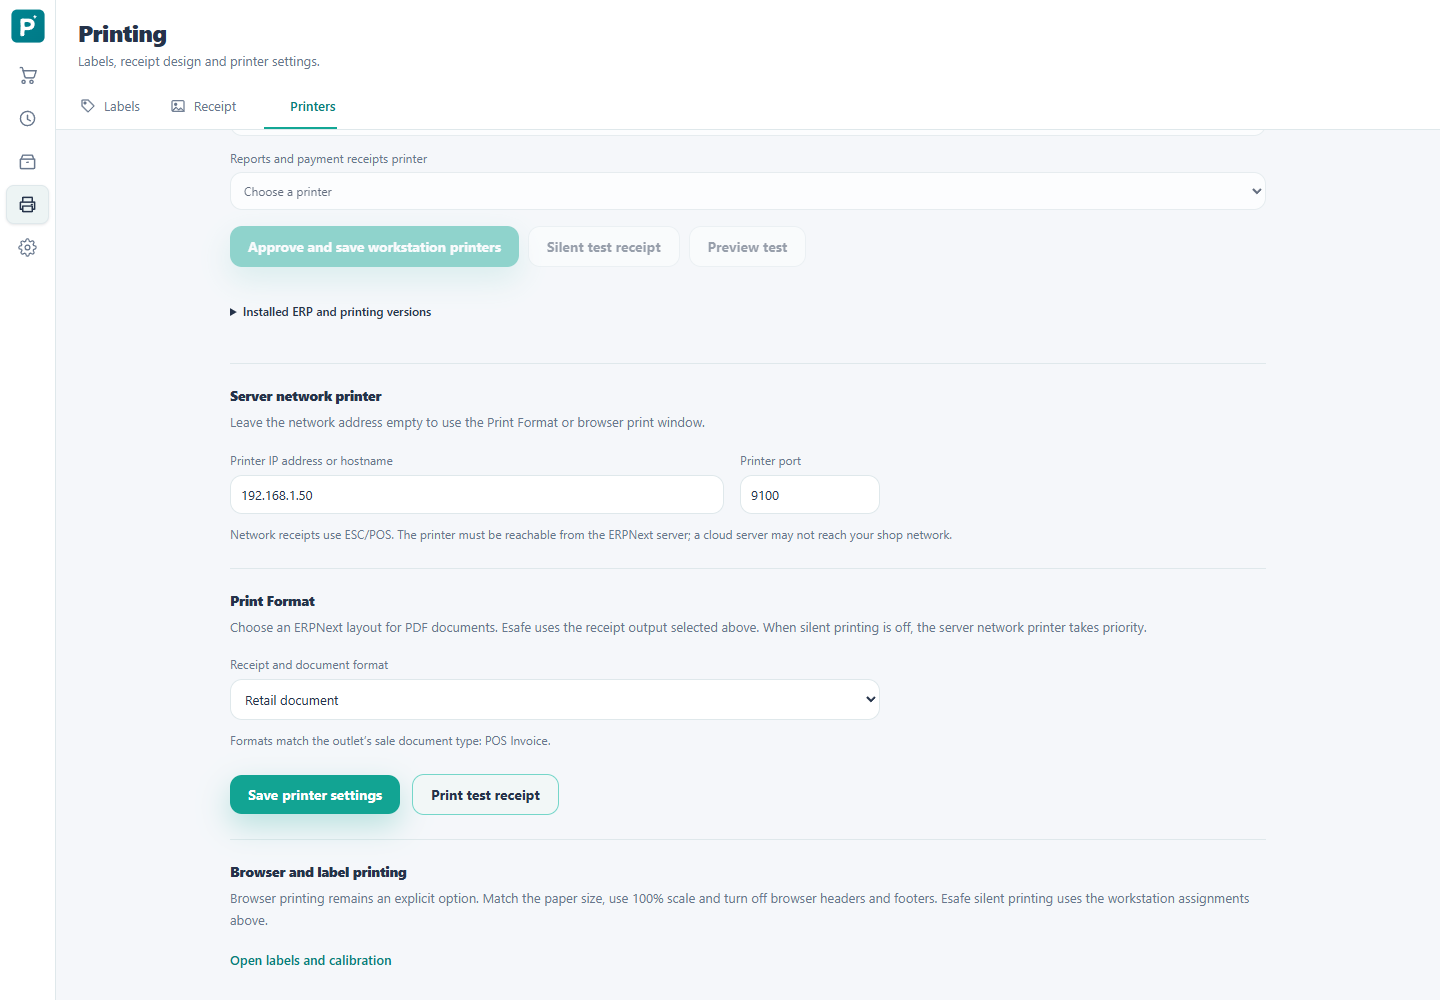 P
Printing
Labels, receipt design and printer settings.
Labels
Receipt
Printers
Reports and payment receipts printer
Choose a printer
Approve and save workstation printers
Silent test receipt
Preview test
Installed ERP and printing versions
Server network printer
Leave the network address empty to use the Print Format or browser print window.
Printer IP address or hostname
Printer port
192.168.1.50
9100
Network receipts use ESC/POS. The printer must be reachable from the ERPNext server; a cloud server may not reach your shop network.
Print Format
Choose an ERPNext layout for PDF documents. Esafe uses the receipt output selected above. When silent printing is off, the server network printer takes priority.
Receipt and document format
Retail document
Formats match the outlet’s sale document type: POS Invoice.
Save printer settings
Print test receipt
Browser and label printing
Browser printing remains an explicit option. Match the paper size, use 100% scale and turn off browser headers and footers. Esafe silent printing uses the workstation assignments
above.
Open labels and calibration